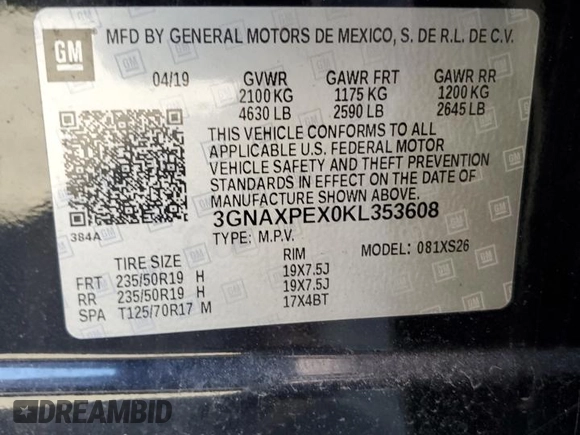 GM
MFD BY GENERAL MOTORS DE MEXICO, S. DE R.L. DE C.V.
04/19 GVWR GAWR FRT GAWR RR
2100 KG 1175 KG 1200 KG
4630 LB 2590 LB 2645 LB
THIS VEHICLE CONFORMS TO ALL
APPLICABLE U.S. FEDERAL MOTOR
VEHICLE SAFETY AND THEFT PREVENTION
STANDARDS IN EFFECT ON THE DATE OF
MANUFACTURE SHOWN ABOVE.
384A
3GNAXPEX0KL353608
TYPE: M.P.V. MODEL: 081XS26
TIRE SIZE RIM
FRT 235/50R19 H 19X7.5J
RR 235/50R19 H 19X7.5J
SPA T125/70R17 M 17X4BT
DREAMBID